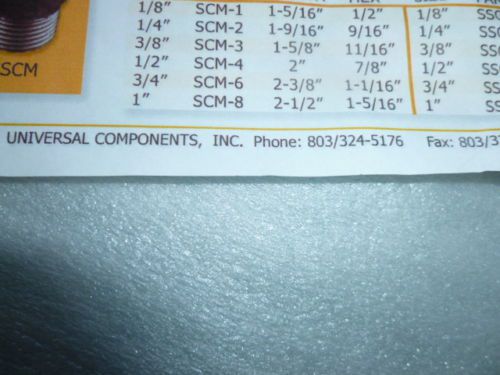 1/8" SCM-1 1-5/16" 1/2" 1/8"
1/4" SCM-2 1-9/16" 9/16" 1/4"
3/8" SCM-3 1-5/8" 11/16" 3/8"
SCM 1/2" SCM-4 2" 7/8" 1/2"
3/4" SCM-6 2-3/8" 1-1/16" 3/4"
1" SCM-8 2-1/2" 1-5/16" 1"
UNIVERSAL COMPONENTS, INC. Phone: 803/324-5176 Fax: 803/3